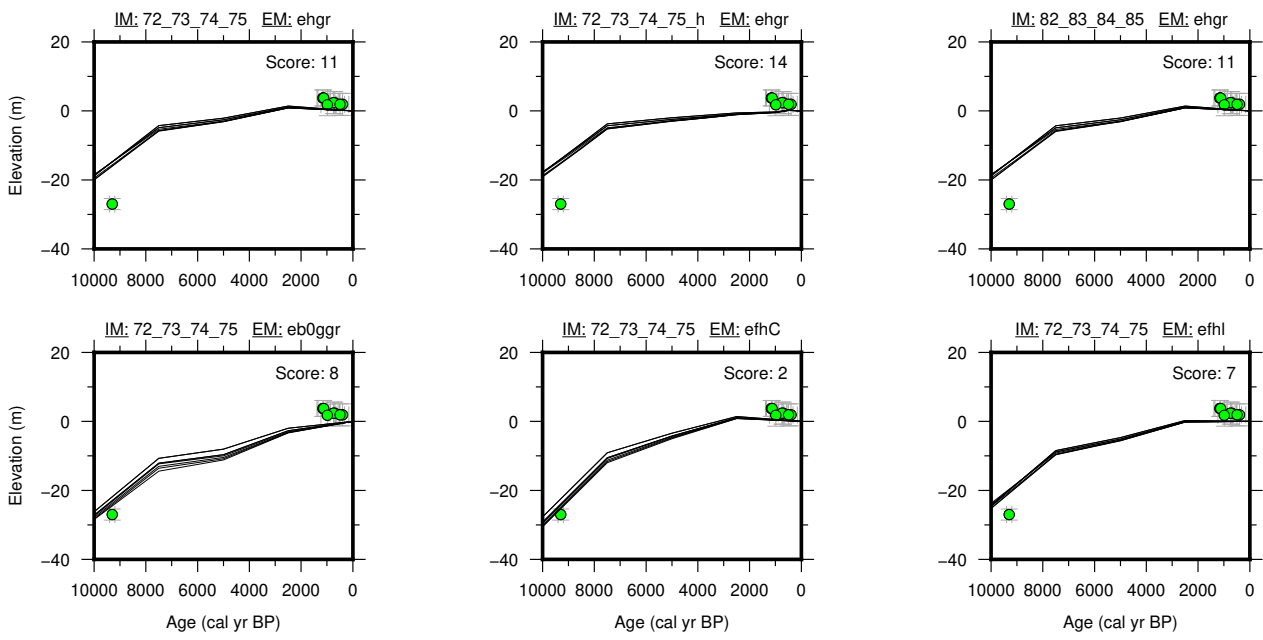 IM: 72_73_74_75 EM: ehgr
IM: 72_73_74_75_h EM: ehgr
IM: 82_83_84_85 EM: ehgr
Score: 11
Score: 14
Score: 11
Elevation (m)
20
0
−20
−40
10000 8000 6000 4000 2000 0
10000 8000 6000 4000 2000 0
10000 8000 6000 4000 2000 0
IM: 72_73_74_75 EM: eb0ggr
IM: 72_73_74_75 EM: efhC
IM: 72_73_74_75 EM: efhl
Score: 8
Score: 2
Score: 7
Elevation (m)
20
0
−20
−40
20
0
−20
−40
20
0
−20
−40
20
0
−20
−40
20
0
−20
−40
10000 8000 6000 4000 2000 0
10000 8000 6000 4000 2000 0
10000 8000 6000 4000 2000 0
Age (cal yr BP)
Age (cal yr BP)
Age (cal yr BP)